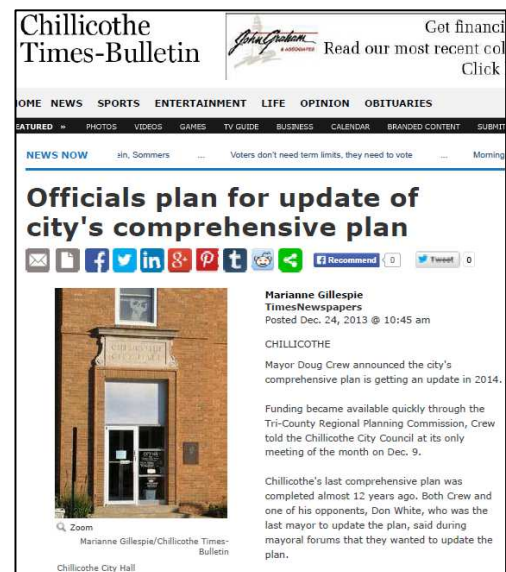 Chillicothe
Times-Bulletin
John Graham
& ASSOCIATES
Get financi
Read our most recent col
Click
OME NEWS SPORTS ENTERTAINMENT LIFE OPINION OBITUARIES
EATURED » PHOTOS VIDEOS GAMES TV GUIDE BUSINESS CALENDAR BRANDED CONTENT SUBMIT
NEWS NOW ein, Sommers ... Voters don't need term limits, they need to vote ... Morning
Officials plan for update of
city's comprehensive plan
Recommend 0 Tweet 0
Zoom
Marianne Gillespie/Chillicothe Times-
Bulletin
Chillicothe City Hall
Marianne Gillespie
TimesNewspapers
Posted Dec. 24, 2013 @ 10:45 am
CHILLICOTHE
Mayor Doug Crew announced the city's
comprehensive plan is getting an update in 2014.
Funding became available quickly through the
Tri-County Regional Planning Commission, Crew
told the Chillicothe City Council at its only
meeting of the month on Dec. 9.
Chillicothe's last comprehensive plan was
completed almost 12 years ago. Both Crew and
one of his opponents, Don White, who was the
last mayor to update the plan, said during
mayoral forums that they wanted to update the
plan.